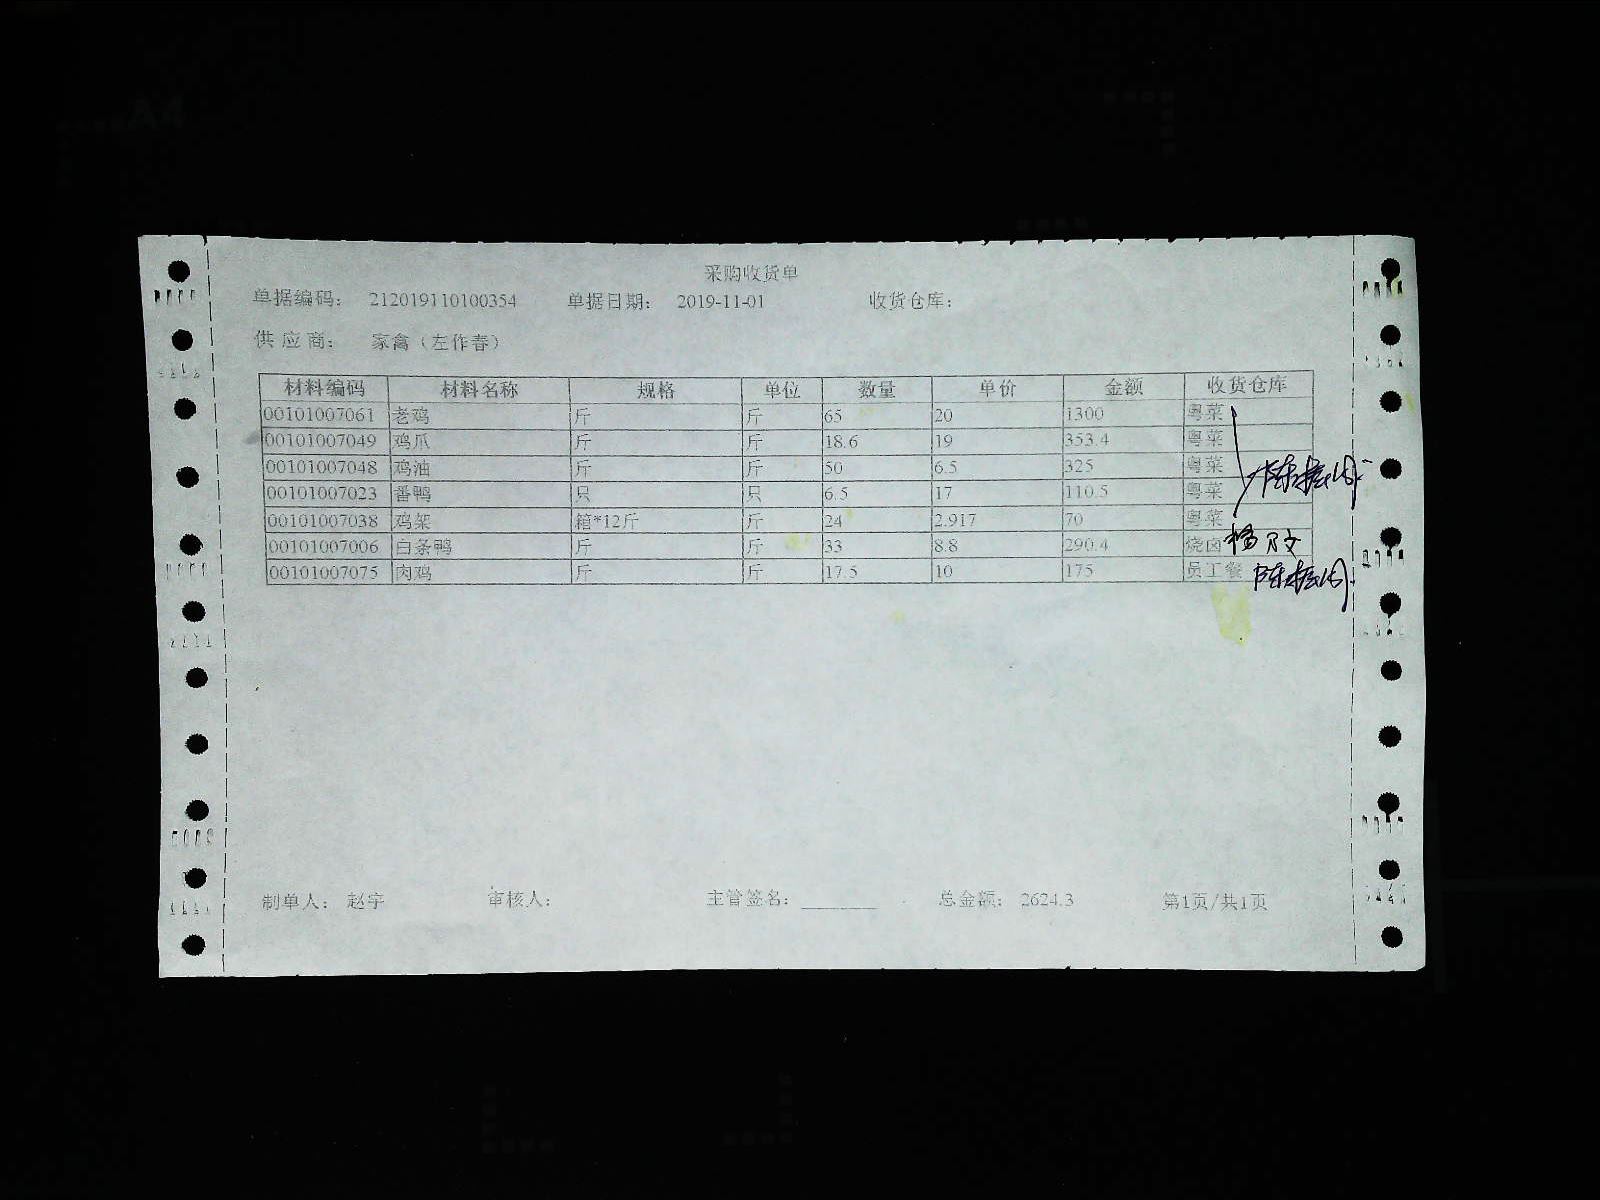 采购收货单
单据编码： 212019110100354 单据日期： 2019-11-01 收货仓库：
供应商： 家禽（左作春）
材料编码 材料名称 规格 单位 数量 单价 金额 收货仓库
00101007061 老鸡 斤 斤 65 20 1300 粤菜
00101007049 鸡爪 斤 斤 18.6 19 353.4 粤菜
00101007048 鸡油 斤 斤 50 6.5 325 粤菜
00101007023 番鸭 只 只 6.5 17 110.5 粤菜
00101007038 鸡架 箱*12斤 斤 24 2.917 70 粤菜
00101007006 白条鸭 斤 斤 33 8.8 290.4 烧卤
00101007075 肉鸡 斤 斤 17.5 10 175 员工餐
制单人： 赵宇 审核人： 主管签名： 总金额： 2624.3 第1页/共1页